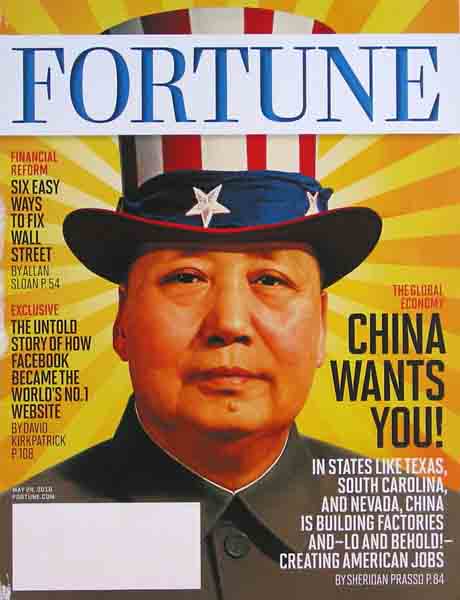 FORTUNE
FINANCIAL
REFORM
SIX EASY
WAYS
TO FIX
WALL
STREET
BY ALLAN
SLOAN P. 54
EXCLUSIVE
THE UNTOLD
STORY OF HOW
FACEBOOK
BECAME THE
WORLD'S NO.1
WEBSITE
BY DAVID
KIRKPATRICK
P.108
THE GLOBAL
ECONOMY
CHINA
WANTS
YOU!
IN STATES LIKE TEXAS,
SOUTH CAROLINA,
AND NEVADA, CHINA
IS BUILDING FACTORIES
AND–LO AND BEHOLD!–
CREATING AMERICAN JOBS
BY SHERIDAN PRASSO P. 84
MAY 24, 2010
FORTUNE.COM